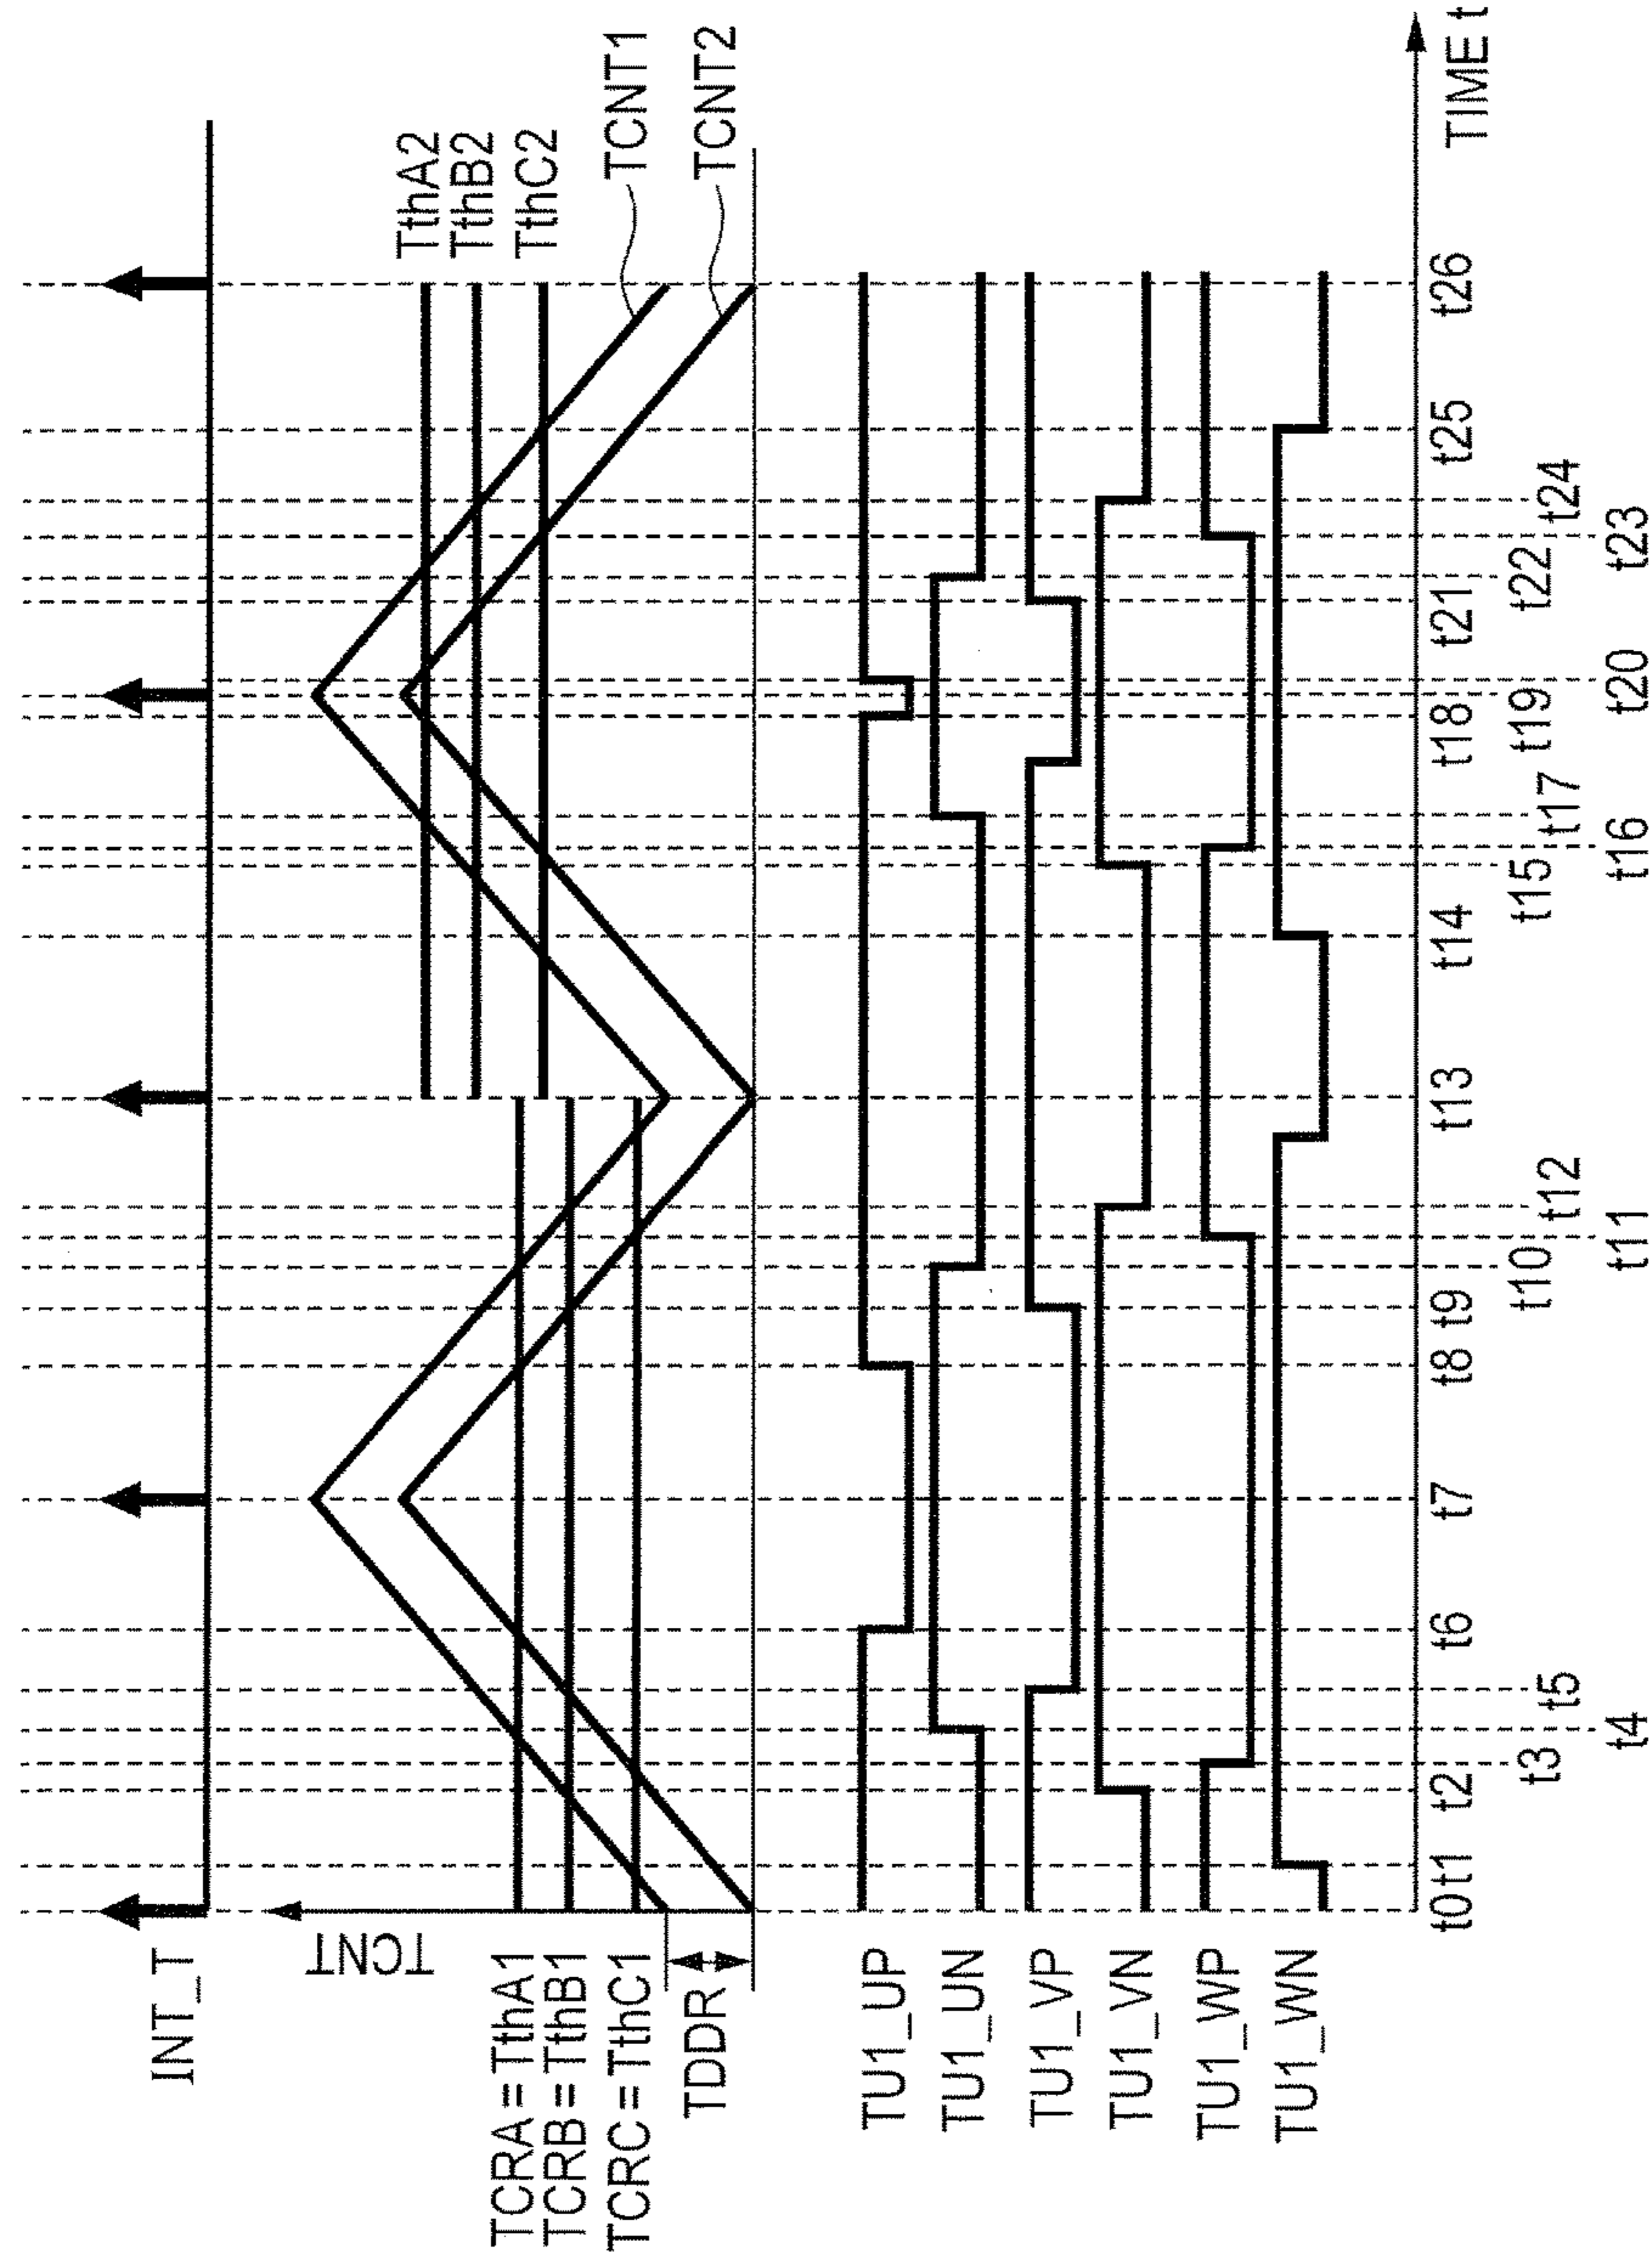 INT_T
TCNT
TCRA = TthA1
TCRB = TthB1
TCRC = TthC1
TDDR
TthA2
TthB2
TthC2
TCNT1
TCNT2
TU1_UP
TU1_UN
TU1_VP
TU1_VN
TU1_WP
TU1_WN
t0 t1 t2 t6 t7 t8 t9 t13 t14 t18 t21 t25 t26
t3 t5 t10 t12 t15 t17 t19 t22 t24
t4 t11 t16 t20 t23
TIME t